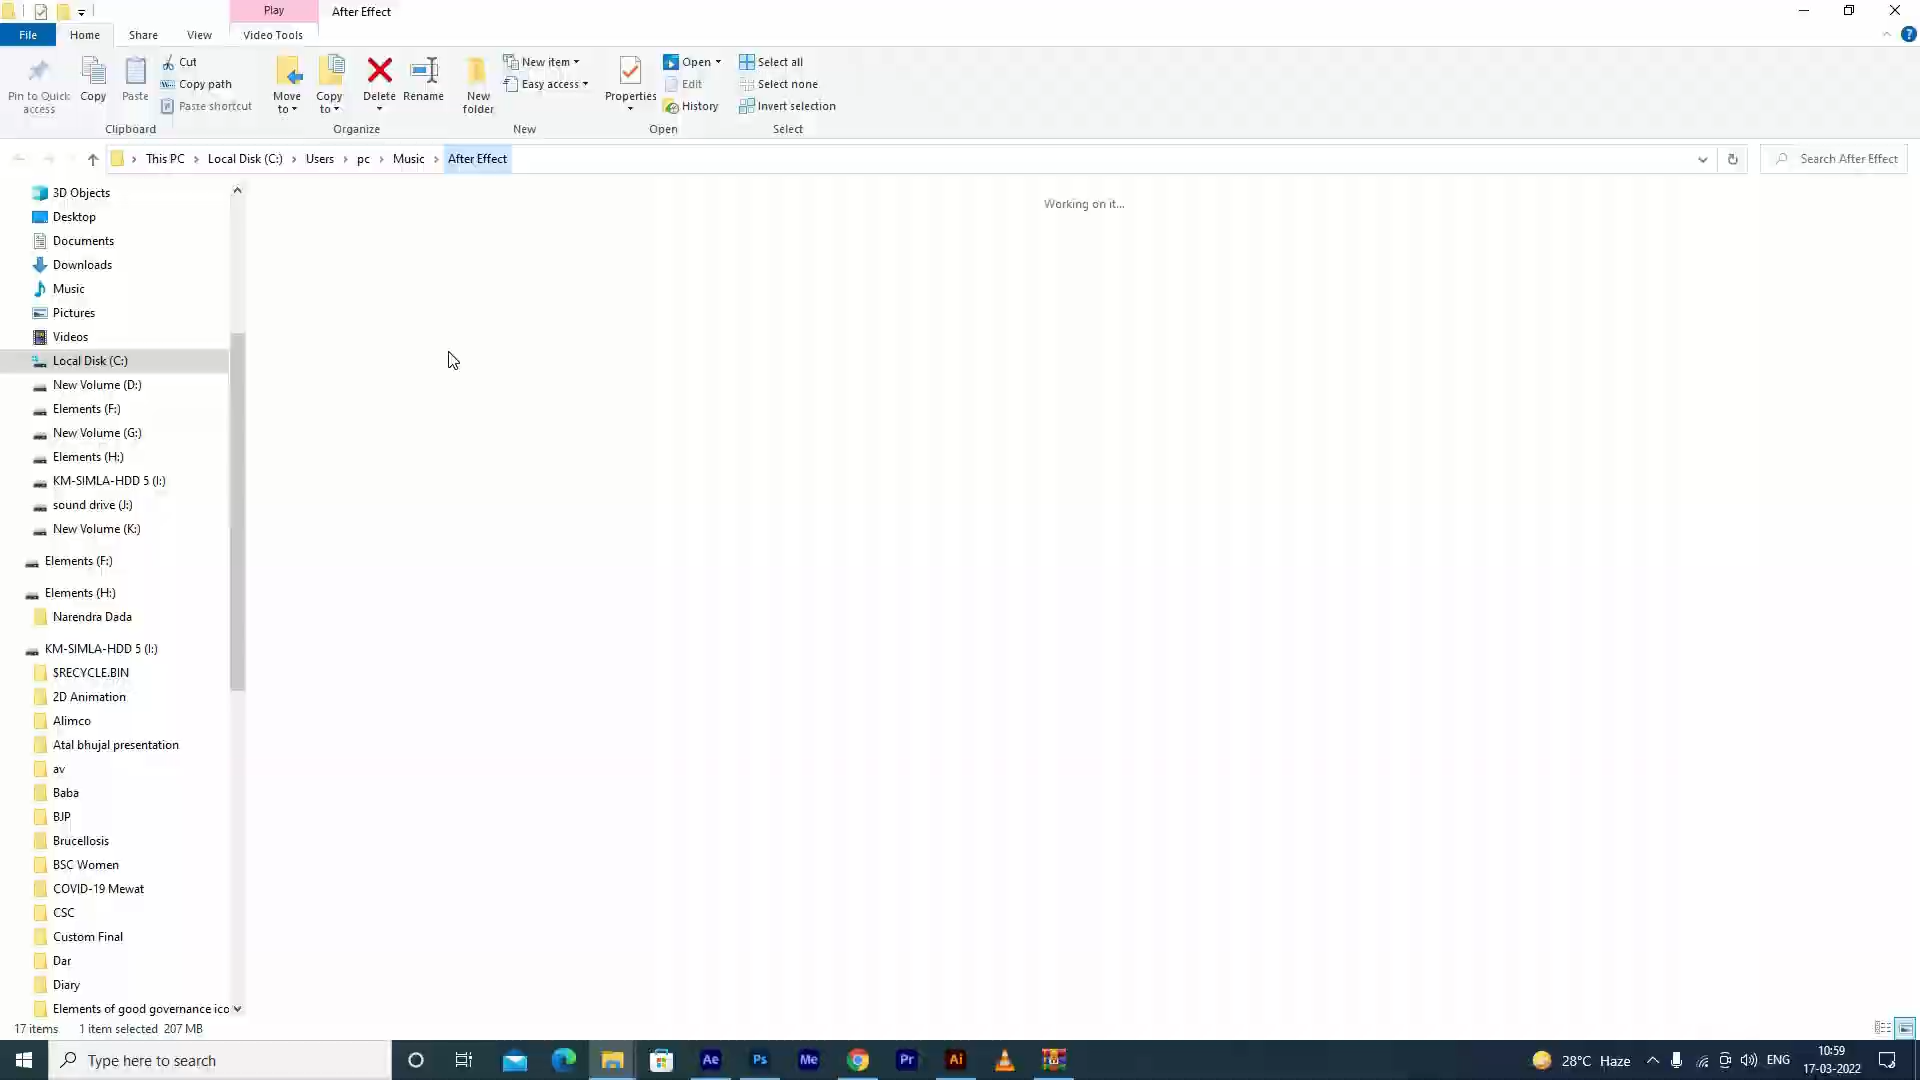 Play
After Effect
File
Home
Share
View
Video Tools
Pin to Quick access
Copy
Paste
Cut
Copy path
Paste shortcut
Clipboard
Move to
Copy to
Delete
Rename
Organize
New folder
New item
Easy access
New
Properties
Open
Edit
History
Open
Select all
Select none
Invert selection
Select
This PC > Local Disk (C:) > Users > pc > Music > After Effect
Search After Effect
Working on it...
3D Objects
Desktop
Documents
Downloads
Music
Pictures
Videos
Local Disk (C:)
New Volume (D:)
Elements (F:)
New Volume (G:)
Elements (H:)
KM-SIMLA-HDD 5 (I:)
sound drive (J:)
New Volume (K:)
Elements (F:)
Elements (H:)
Narendra Dada
KM-SIMLA-HDD 5 (I:)
$RECYCLE.BIN
2D Animation
Alimco
Atal bhujal presentation
av
Baba
BJP
Brucellosis
BSC Women
COVID-19 Mewat
CSC
Custom Final
Dar
Diary
Elements of good governance ico
17 items 1 item selected 207 MB
Type here to search
Ae
Ps
Me
Pr
Ai
28°C Haze
ENG
10:59
17-03-2022